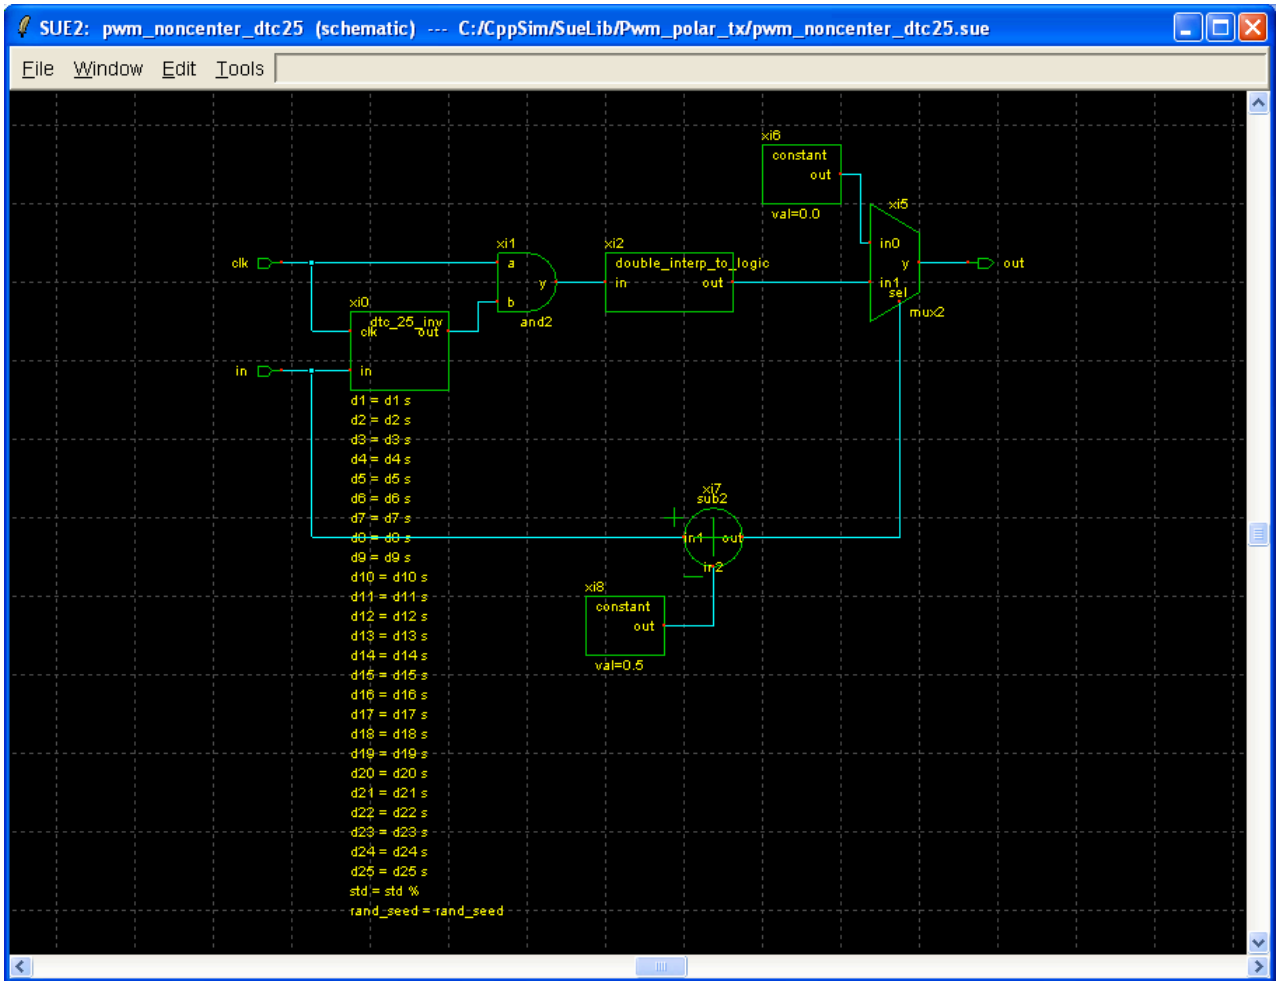 SUE2: pwm_noncenter_dtc25 (schematic) --- C:/CppSim/SueLib/Pwm_polar_tx/pwm_noncenter_dtc25.sue
File Window Edit Tools
xi6
constant
out
val=0.0
xi5
in0
y
in1
sel
mux2
out
clk
xi1
a
y
b
and2
xi2
double_interp_to_logic
in out
xi0
dtc_25_inv
clk out
in
in
d1 = d1 s
d2 = d2 s
d3 = d3 s
d4 = d4 s
d5 = d5 s
d6 = d6 s
d7 = d7 s
d8 = d8 s
d9 = d9 s
d10 = d10 s
d11 = d11 s
d12 = d12 s
d13 = d13 s
d14 = d14 s
d15 = d15 s
d16 = d16 s
d17 = d17 s
d18 = d18 s
d19 = d19 s
d20 = d20 s
d21 = d21 s
d22 = d22 s
d23 = d23 s
d24 = d24 s
d25 = d25 s
std = std %
rand_seed = rand_seed
xi7
sub2
in1 out
in2
xi8
constant
out
val=0.5